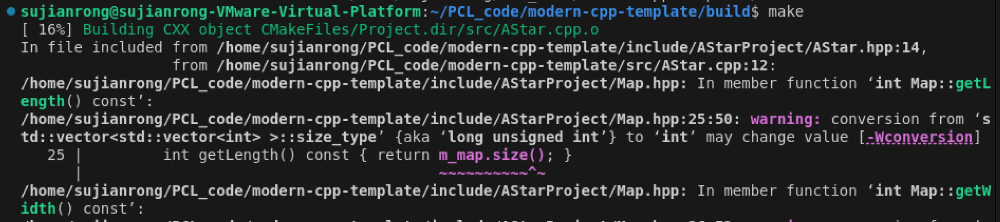 sujianrong@sujianrong-VMware-Virtual-Platform:~/PCL_code/modern-cpp-template/build$ make
[ 16%] Building CXX object CMakeFiles/Project.dir/src/AStar.cpp.o
In file included from /home/sujianrong/PCL_code/modern-cpp-template/include/AStarProject/AStar.hpp:14,
                 from /home/sujianrong/PCL_code/modern-cpp-template/src/AStar.cpp:12:
/home/sujianrong/PCL_code/modern-cpp-template/include/AStarProject/Map.hpp: In member function ‘int Map::getL
ength() const’:
/home/sujianrong/PCL_code/modern-cpp-template/include/AStarProject/Map.hpp:25:50: warning: conversion from ‘s
td::vector<std::vector<int> >::size_type’ {aka ‘long unsigned int’} to ‘int’ may change value [-Wconversion]
   25 |         int getLength() const { return m_map.size(); }
      |                                        ~~~~~~~~~~^~
/home/sujianrong/PCL_code/modern-cpp-template/include/AStarProject/Map.hpp: In member function ‘int Map::getW
idth() const’: